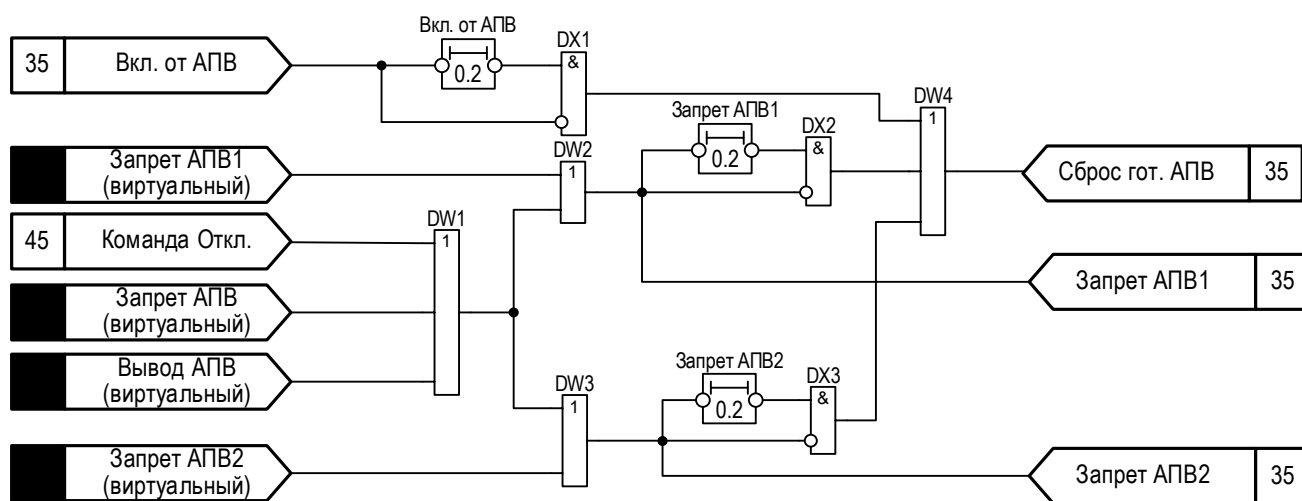 Вкл. от АПВ
0.2
DX1
&
35 Вкл. от АПВ
Запрет АПВ1
0.2
DX2
&
DW4
1
Запрет АПВ1
(виртуальный)
DW2
1
Сброс гот. АПВ 35
45 Команда Откл.
DW1
1
Запрет АПВ
(виртуальный)
Запрет АПВ1 35
Вывод АПВ
(виртуальный)
Запрет АПВ2
0.2
DX3
&
DW3
1
Запрет АПВ2
(виртуальный)
Запрет АПВ2 35